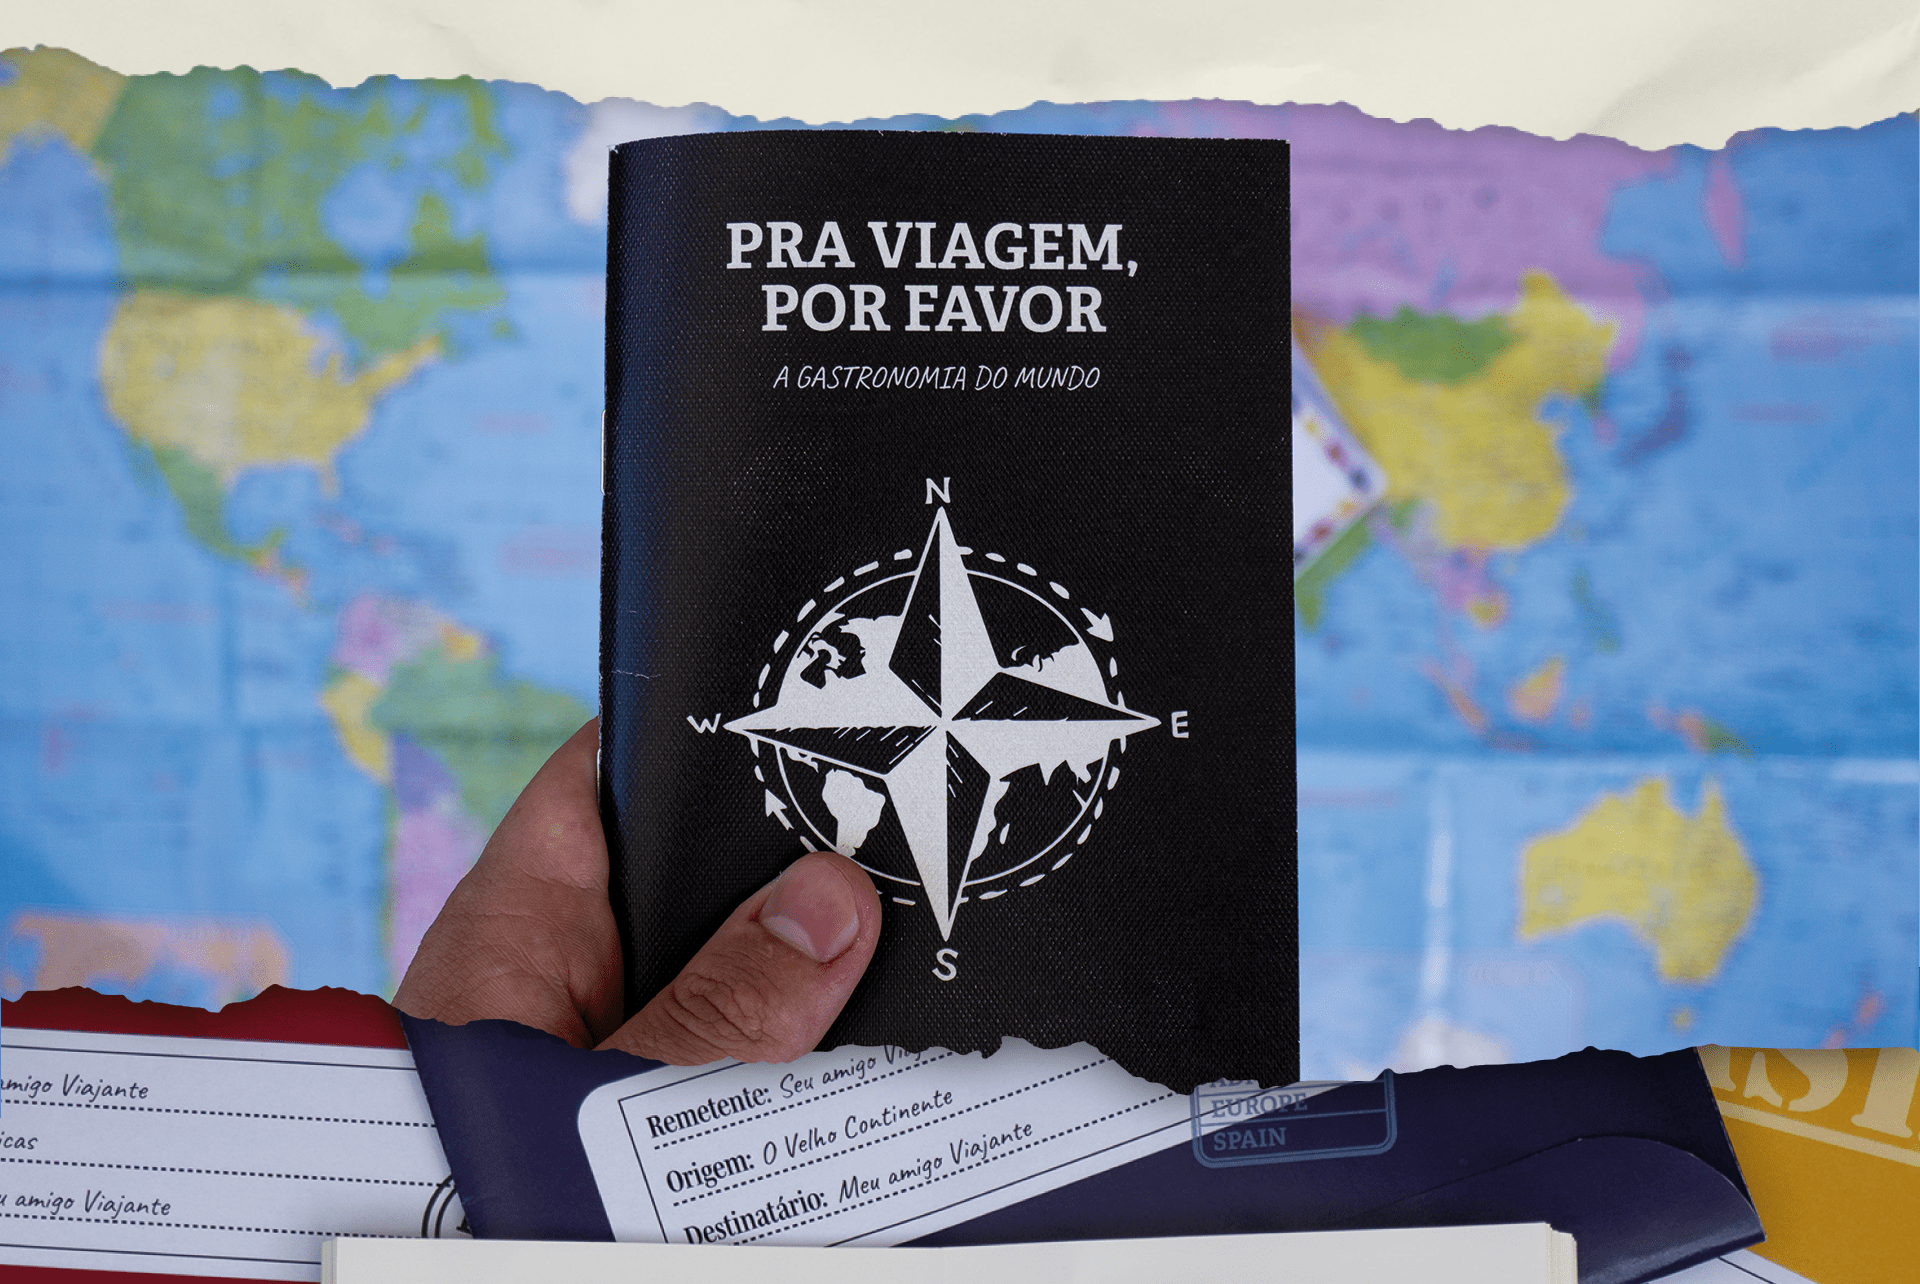 PRA VIAGEM,
POR FAVOR
A GASTRONOMIA DO MUNDO
N
W
E
S
amigo Viajante
amigo Viajante
Remetente: Seu amigo
Origem: O Velho Continente
Destinatário: Meu amigo Viajante
EUROPE
SPAIN